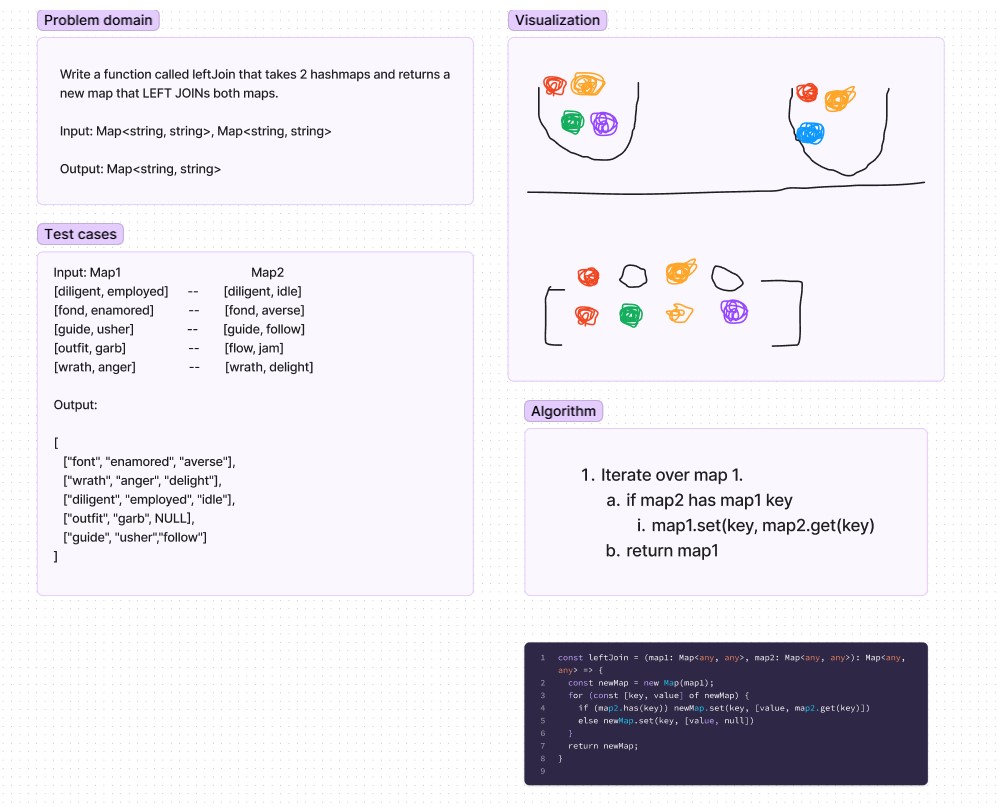 Problem domain
Write a function called leftJoin that takes 2 hashmaps and returns a
new map that LEFT JOINs both maps.
Input: Map<string, string>, Map<string, string>
Output: Map<string, string>
Test cases
Input: Map1 Map2
[diligent, employed] -- [diligent, idle]
[fond, enamored] -- [fond, averse]
[guide, usher] -- [guide, follow]
[outfit, garb] -- [flow, jam]
[wrath, anger] -- [wrath, delight]
Output:
[
["font", "enamored", "averse"],
["wrath", "anger", "delight"],
["diligent", "employed", "idle"],
["outfit", "garb", NULL],
["guide", "usher","follow"]
]
Visualization
Algorithm
1. Iterate over map 1.
a. if map2 has map1 key
i. map1.set(key, map2.get(key)
b. return map1
1 const leftJoin = (map1: Map<any, any>, map2: Map<any, any>): Map<any,
any> => {
2 const newMap = new Map(map1);
3 for (const [key, value] of newMap) {
4 if (map2.has(key)) newMap.set(key, [value, map2.get(key)])
5 else newMap.set(key, [value, null])
6 }
7 return newMap;
8 }
9